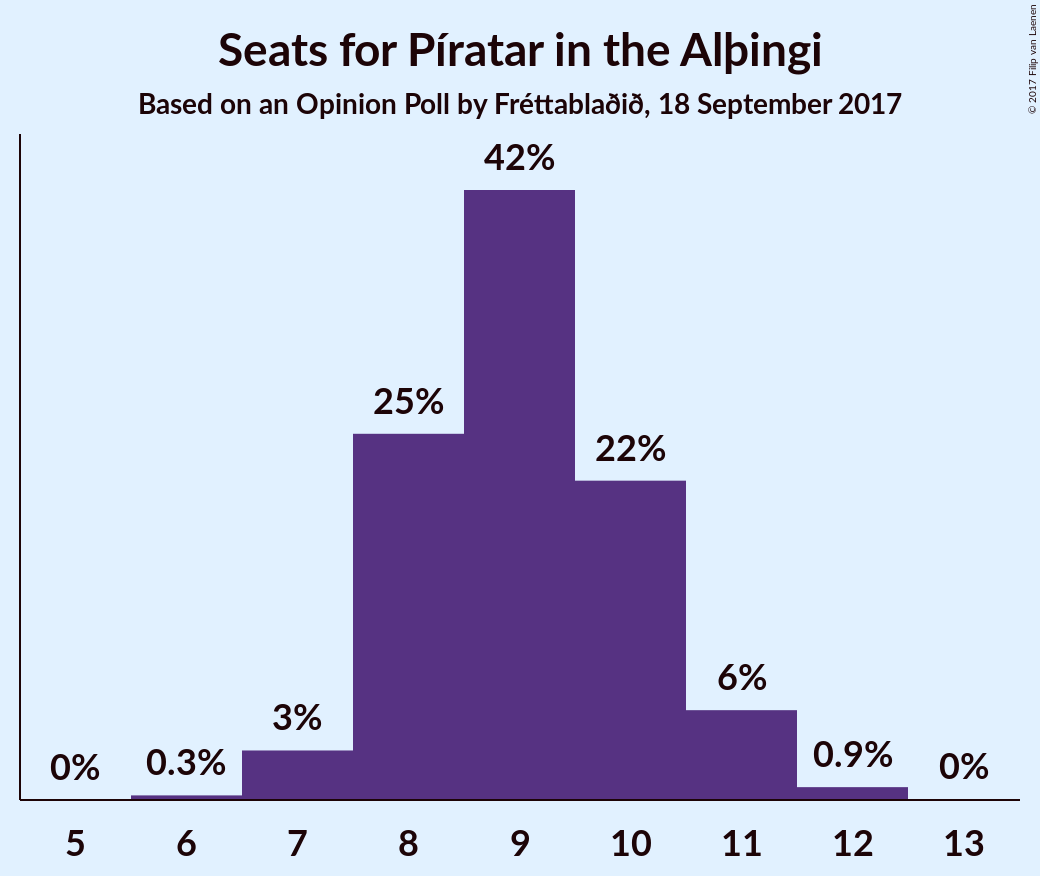 Seats for Píratar in the Alþingi
Based on an Opinion Poll by Fréttablaðið, 18 September 2017
© 2017 Filip van Laenen
42%
25%
22%
6%
3%
0.9%
0.3%
0%
0%
5 6 7 8 9 10 11 12 13